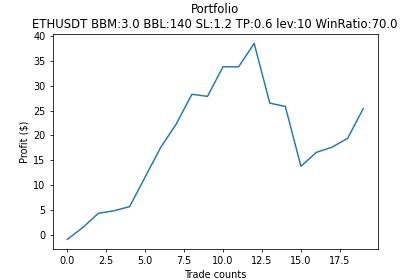 Portfolio
ETHUSDT BBM:3.0 BBL:140 SL:1.2 TP:0.6 lev:10 WinRatio:70.0
40
35
30
25
20
15
10
5
0
Profit ($)
0.0 2.5 5.0 7.5 10.0 12.5 15.0 17.5
Trade counts